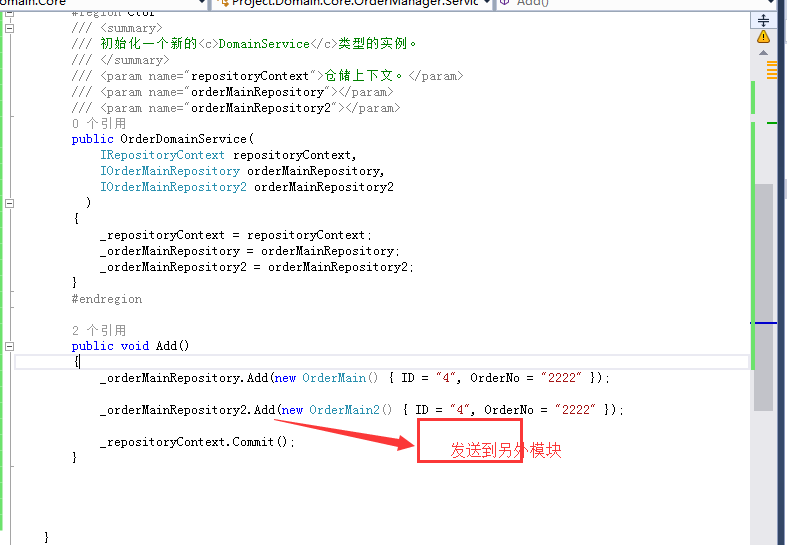 omain.Core
Project.Domain.Core.OrderManager.Servic
Add()
#region Ctor
/// <summary>
/// 初始化一个新的<c>DomainService</c>类型的实例。
/// </summary>
/// <param name="repositoryContext">仓储上下文。</param>
/// <param name="orderMainRepository"></param>
/// <param name="orderMainRepository2"></param>
0 个引用
public OrderDomainService(
IRepositoryContext repositoryContext,
IOrderMainRepository orderMainRepository,
IOrderMainRepository2 orderMainRepository2
)
{
_repositoryContext = repositoryContext;
_orderMainRepository = orderMainRepository;
_orderMainRepository2 = orderMainRepository2;
}
#endregion
2 个引用
public void Add()
{
_orderMainRepository.Add(new OrderMain() { ID = "4", OrderNo = "2222" });
_orderMainRepository2.Add(new OrderMain2() { ID = "4", OrderNo = "2222" });
_repositoryContext.Commit();
发送到另外模块
}
}